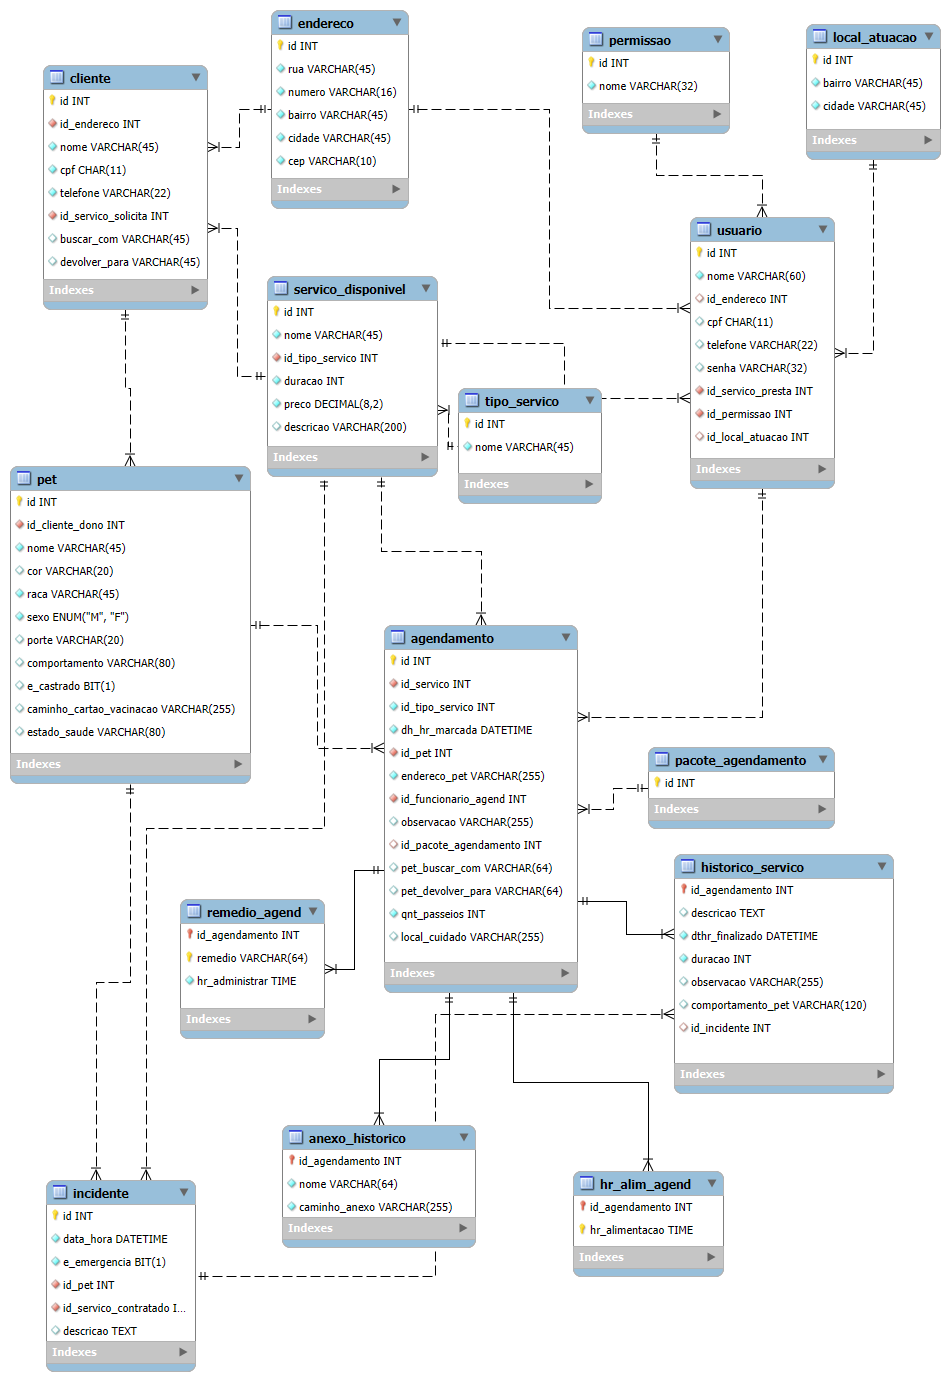 endereco
id INT
rua VARCHAR(45)
numero VARCHAR(16)
bairro VARCHAR(45)
cidade VARCHAR(45)
cep VARCHAR(10)
Indexes
permissao
id INT
nome VARCHAR(32)
Indexes
local_atuacao
id INT
bairro VARCHAR(45)
cidade VARCHAR(45)
Indexes
cliente
id INT
id_endereco INT
nome VARCHAR(45)
cpf CHAR(11)
telefone VARCHAR(22)
id_servico_solicita INT
buscar_com VARCHAR(45)
devolver_para VARCHAR(45)
Indexes
usuario
id INT
nome VARCHAR(60)
id_endereco INT
cpf CHAR(11)
telefone VARCHAR(22)
senha VARCHAR(32)
id_servico_presta INT
id_permissao INT
id_local_atuacao INT
Indexes
servico_disponivel
id INT
nome VARCHAR(45)
id_tipo_servico INT
duracao INT
preco DECIMAL(8,2)
descricao VARCHAR(200)
Indexes
tipo_servico
id INT
nome VARCHAR(45)
Indexes
pet
id INT
id_cliente_dono INT
nome VARCHAR(45)
cor VARCHAR(20)
raca VARCHAR(45)
sexo ENUM("M", "F")
porte VARCHAR(20)
comportamento VARCHAR(80)
e_castrado BIT(1)
caminho_cartao_vacinacao VARCHAR(255)
estado_saude VARCHAR(80)
Indexes
agendamento
id INT
id_servico INT
id_tipo_servico INT
dh_hr_marcada DATETIME
id_pet INT
endereco_pet VARCHAR(255)
id_funcionario_agend INT
observacao VARCHAR(255)
id_pacote_agendamento INT
pet_buscar_com VARCHAR(64)
pet_devolver_para VARCHAR(64)
qnt_passeios INT
local_cuidado VARCHAR(255)
Indexes
pacote_agendamento
id INT
Indexes
historico_servico
id_agendamento INT
descricao TEXT
dthr_finalizado DATETIME
duracao INT
observacao VARCHAR(255)
comportamento_pet VARCHAR(120)
id_incidente INT
Indexes
remedio_agend
id_agendamento INT
remedio VARCHAR(64)
hr_administrar TIME
Indexes
anexo_historico
id_agendamento INT
nome VARCHAR(64)
caminho_anexo VARCHAR(255)
Indexes
hr_alim_agend
id_agendamento INT
hr_alimentacao TIME
Indexes
incidente
id INT
data_hora DATETIME
e_emergencia BIT(1)
id_pet INT
id_servico_contratado I...
descricao TEXT
Indexes